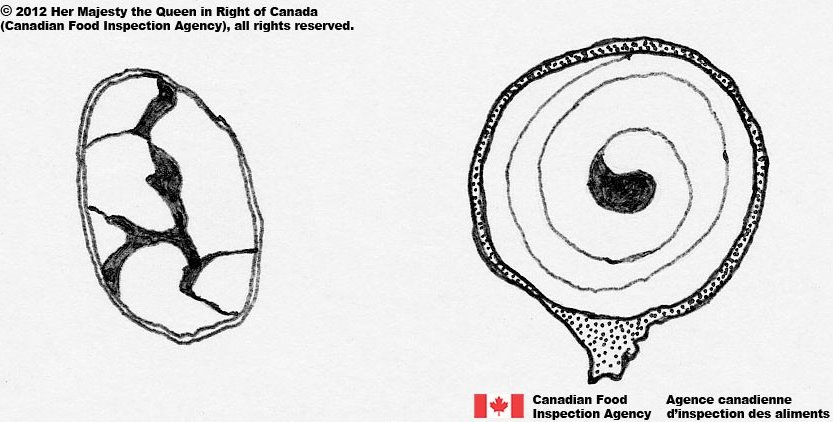 © 2012 Her Majesty the Queen in Right of Canada
(Canadian Food Inspection Agency), all rights reserved.
Canadian Food
Inspection Agency
Agence canadienne
d'inspection des aliments